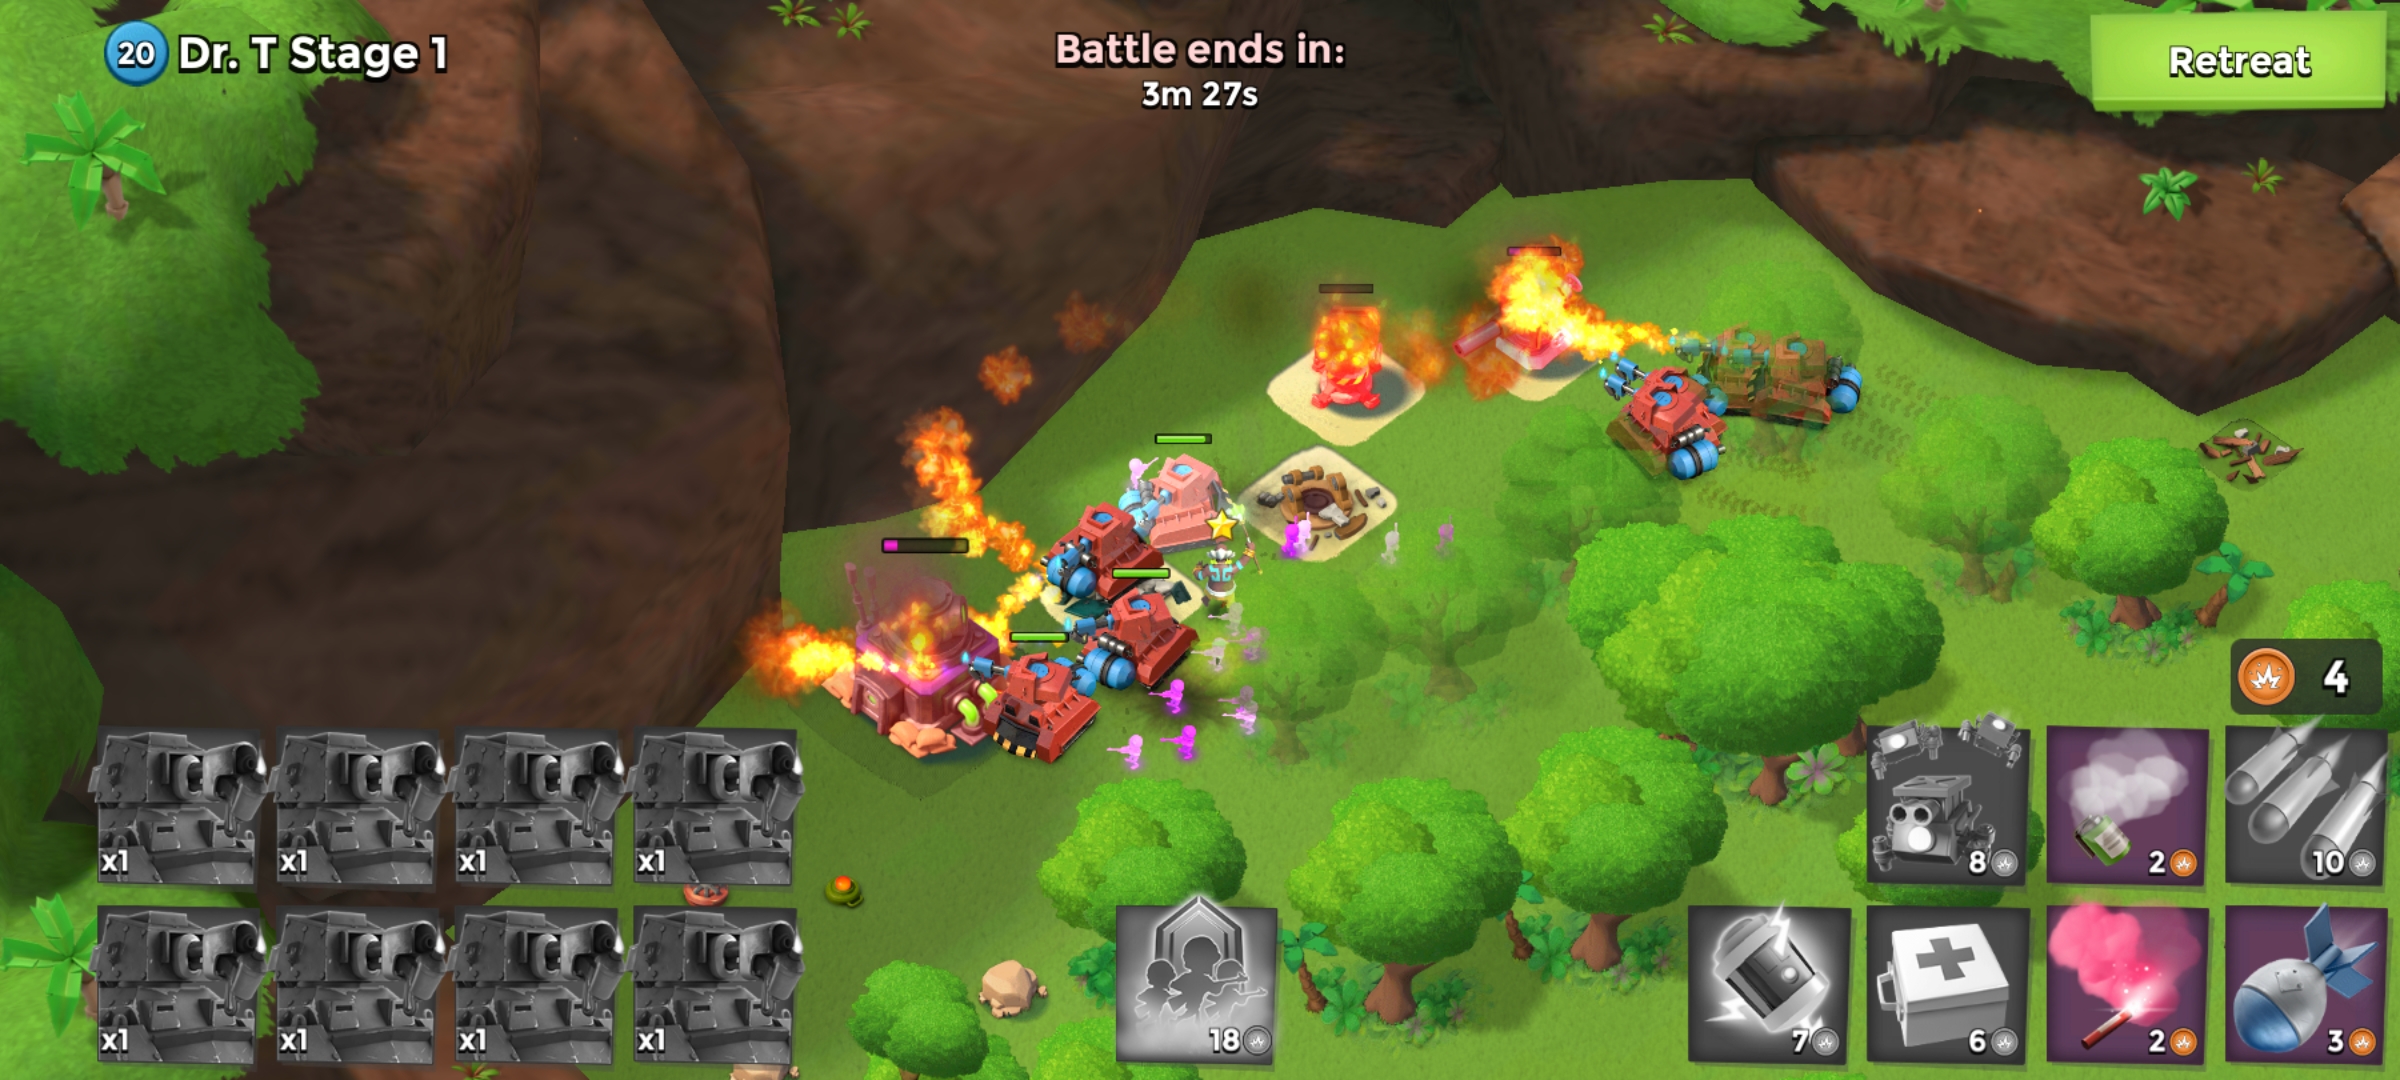 20 Dr. T Stage 1
Battle ends in:
3m 27s
Retreat
4
x1 x1 x1 x1
8 2 10
x1 x1 x1 x1
18 7 6 2 3